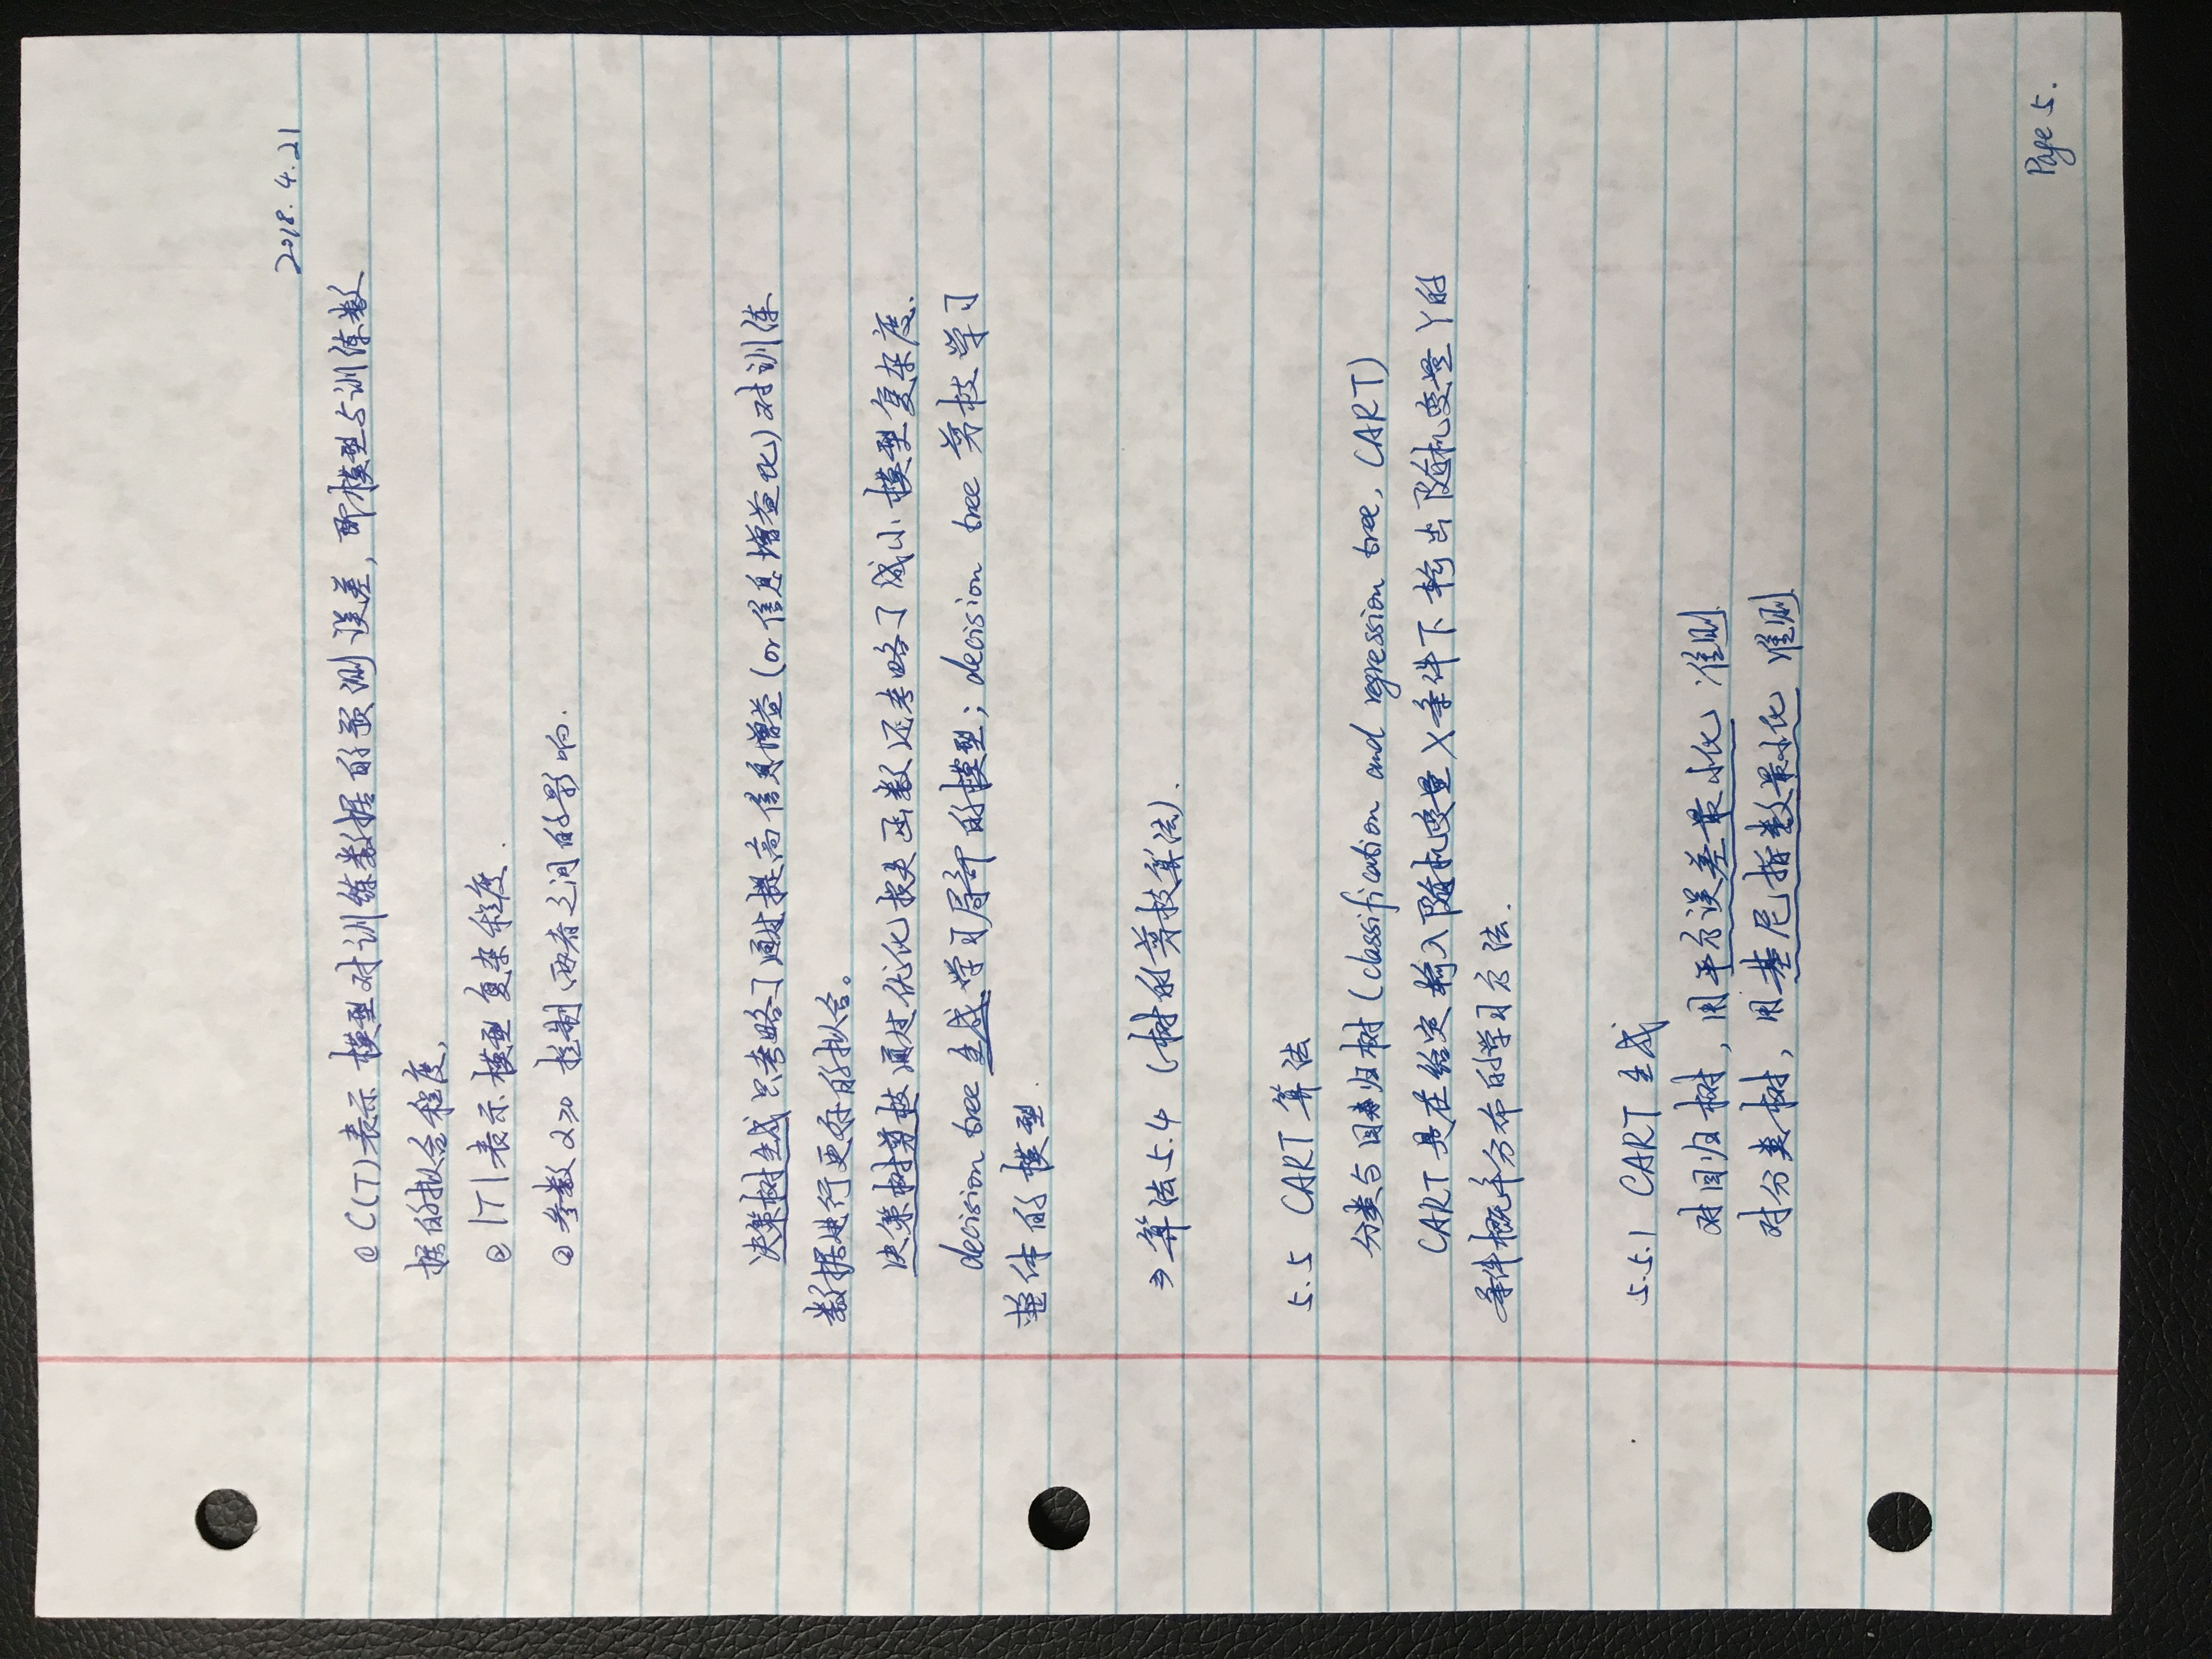 2018.4.21
@ C(T)表示模型对训练数据的预测误差,即模型与训练数
据的拟合程度,
@ |T|表示模型复杂程度.
@ 参数α≥0 控制两者之间的影响.
决策树生成只考略了通过提高信息增益(or信息增益比)对训练
数据进行更好的拟合。
决策树剪枝通过优化损失函数还考略了减小模型复杂度.
decision tree 生成学习局部的模型; decision tree 剪枝学习
整体的模型.
→ 算法5.4 (树的剪枝算法).
5.5 CART 算法
分类与回归树 (classification and regression tree, CART)
CART是在给定输入随机变量X条件下输出随机变量Y的
条件概率分布的学习方法.
5.5.1 CART 生成
对回归树,用平方误差最小化 准则
对分类树,用基尼指数最小化 准则
Page 5.